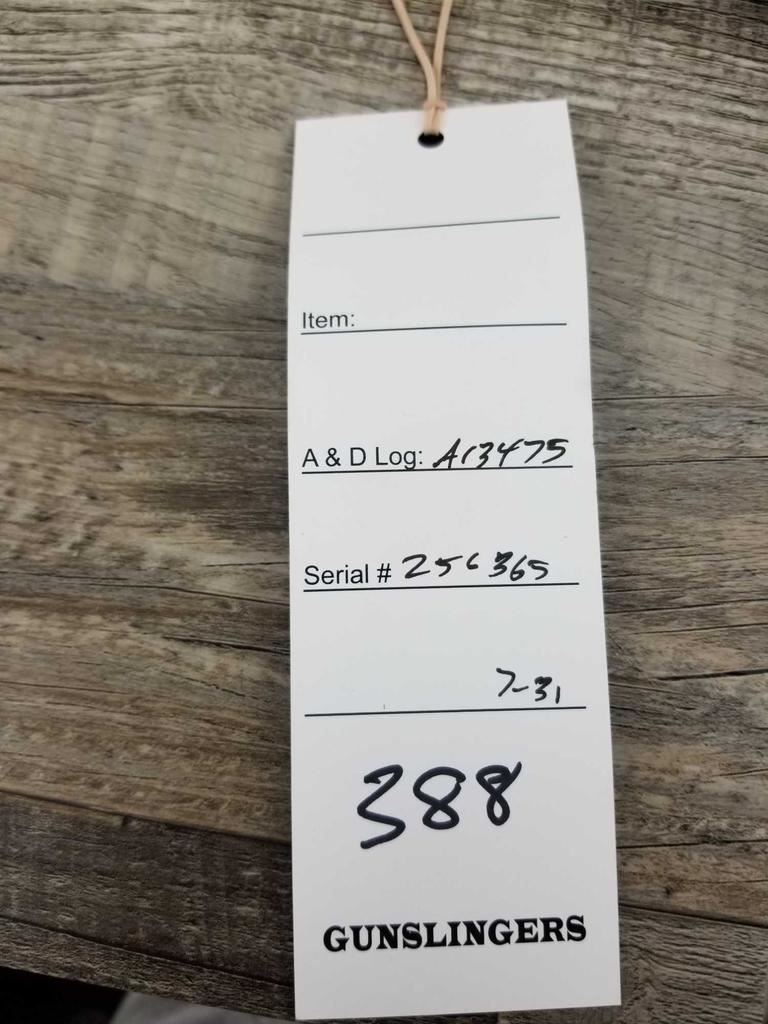 Item:
A & D Log: A13475
Serial # 256365
7-31
388
GUNSLINGERS